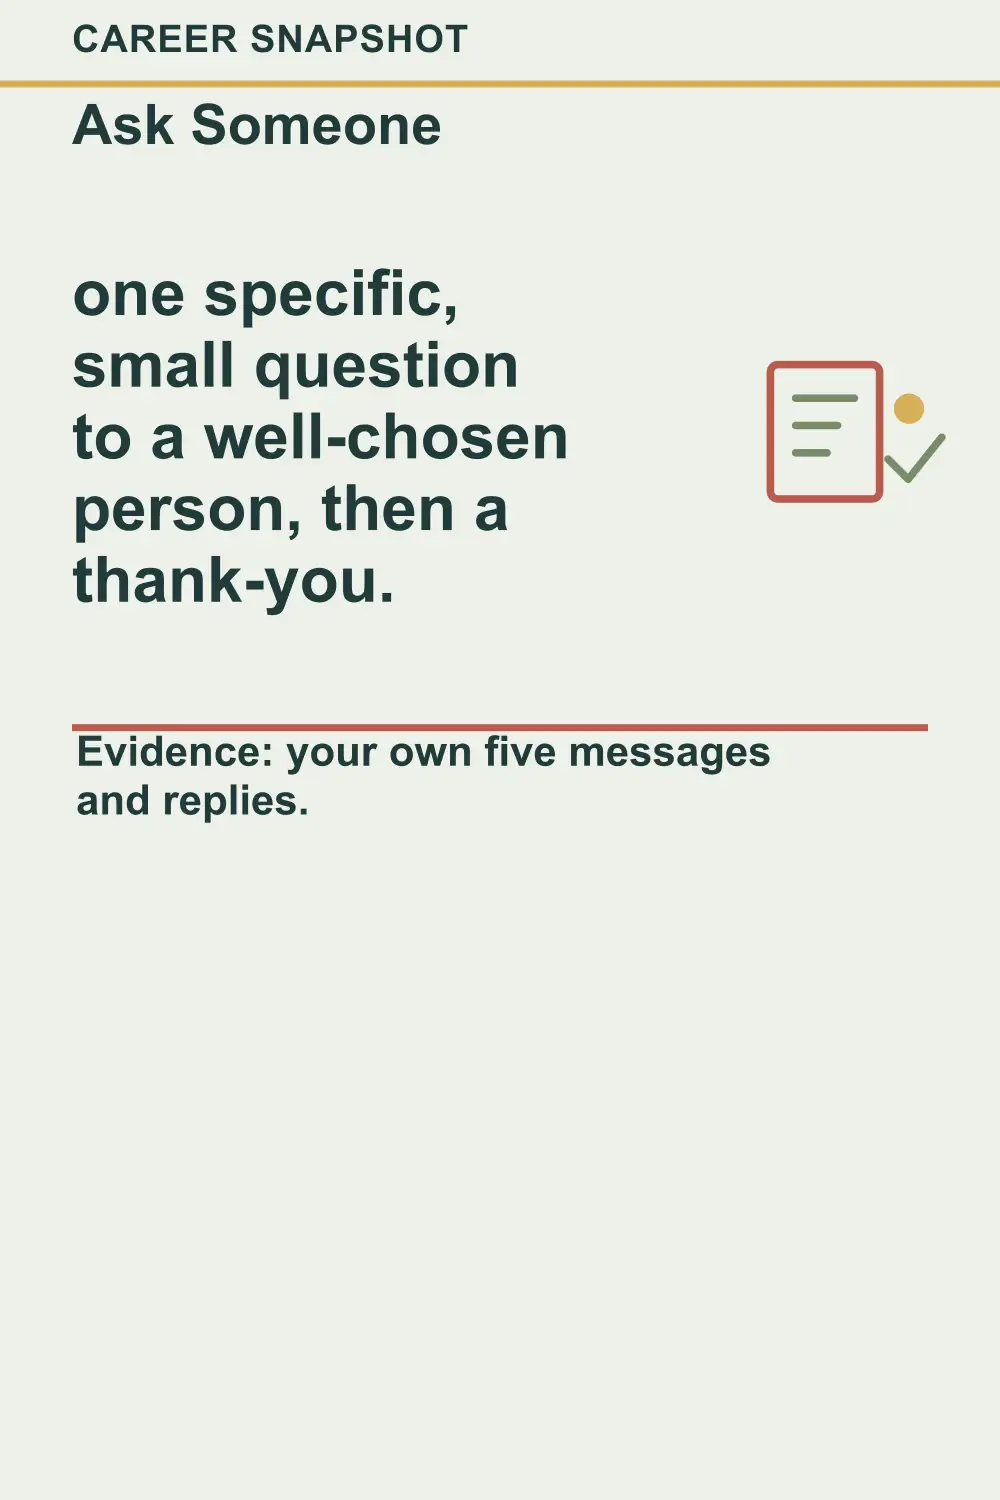 CAREER SNAPSHOT
Ask Someone
one specific,
small question
to a well-chosen
person, then a
thank-you.
Evidence: your own five messages
and replies.